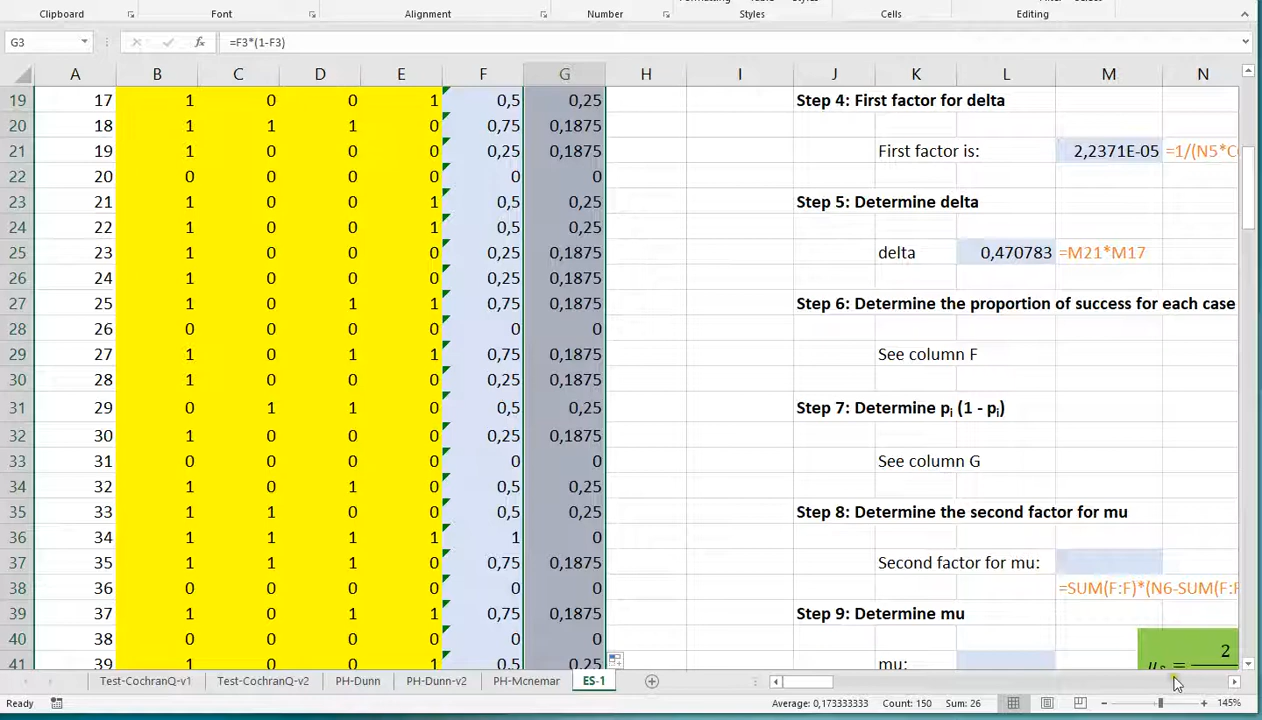 Clipboard Font Alignment Number Styles Cells Editing
G3 fx =F3*(1-F3)
A B C D E F G H I J K L M N
19 17 1 0 0 1 0,5 0,25 Step 4: First factor for delta
20 18 1 1 1 0 0,75 0,1875
21 19 1 0 0 0 0,25 0,1875 First factor is: 2,2371E-05 =1/(N5*C
22 20 0 0 0 0 0 0
23 21 1 0 0 1 0,5 0,25 Step 5: Determine delta
24 22 1 0 0 1 0,5 0,25
25 23 1 0 0 0 0,25 0,1875 delta 0,470783 =M21*M17
26 24 1 0 0 0 0,25 0,1875
27 25 1 0 1 1 0,75 0,1875 Step 6: Determine the proportion of success for each case
28 26 0 0 0 0 0 0
29 27 1 0 1 1 0,75 0,1875 See column F
30 28 1 0 0 0 0,25 0,1875
31 29 0 1 1 0 0,5 0,25 Step 7: Determine pi (1 - pi)
32 30 1 0 0 0 0,25 0,1875
33 31 0 0 0 0 0 0 See column G
34 32 1 0 1 0 0,5 0,25
35 33 1 1 0 0 0,5 0,25 Step 8: Determine the second factor for mu
36 34 1 1 1 1 1 0
37 35 1 1 1 0 0,75 0,1875 Second factor for mu:
38 36 0 0 0 0 0 0 =SUM(F:F)*(N6-SUM(F:F
39 37 1 0 1 1 0,75 0,1875 Step 9: Determine mu
40 38 0 0 0 0 0 0
41 39 1 0 0 1 0,5 0,25 mu: 2
Test-CochranQ-v1 Test-CochranQ-v2 PH-Dunn PH-Dunn-v2 PH-Mcnemar ES-1
Ready Average: 0,173333333 Count: 150 Sum: 26 145%